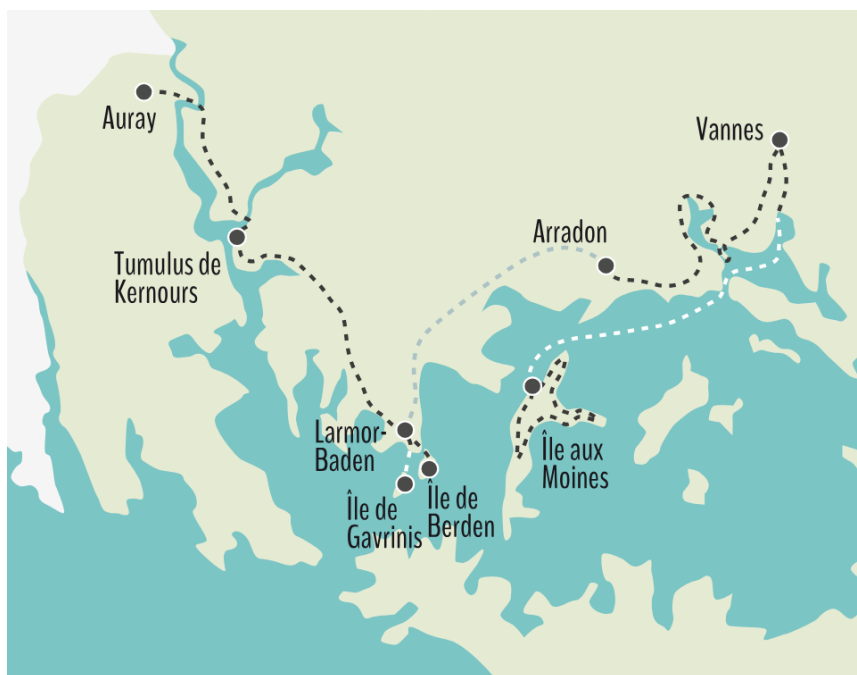 Auray
Vannes
Arradon
Tumulus de
Kernours
Larmor-
Baden
Île aux
Moines
Île de
Gavrinis
Île de
Berden